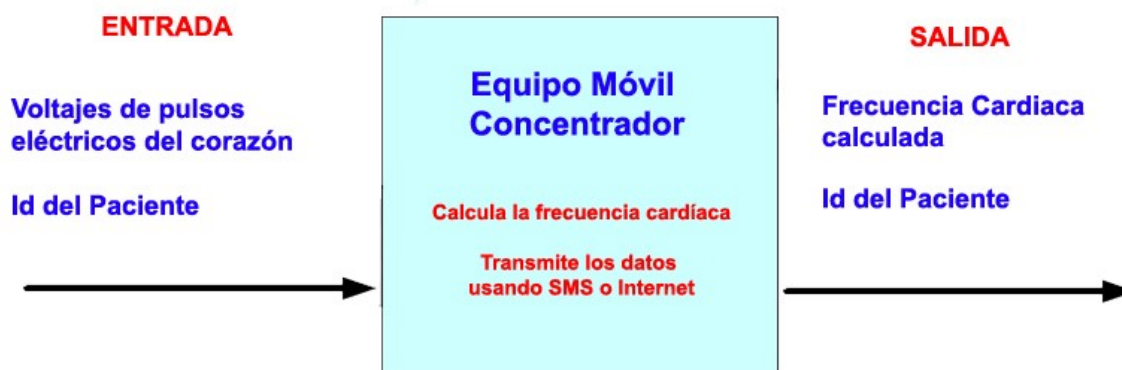 ENTRADA
Voltajes de pulsos
eléctricos del corazón
Id del Paciente
Equipo Móvil
Concentrador
Calcula la frecuencia cardíaca
Transmite los datos
usando SMS o Internet
SALIDA
Frecuencia Cardiaca
calculada
Id del Paciente